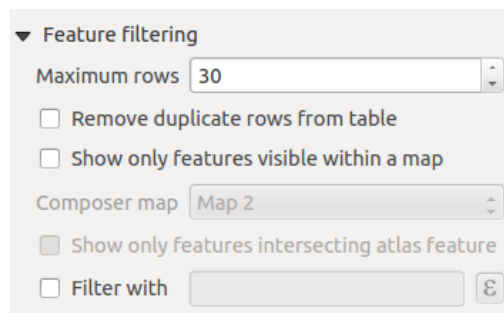 Feature filtering
Maximum rows 30
Remove duplicate rows from table
Show only features visible within a map
Composer map Map 2
Show only features intersecting atlas feature
Filter with ε